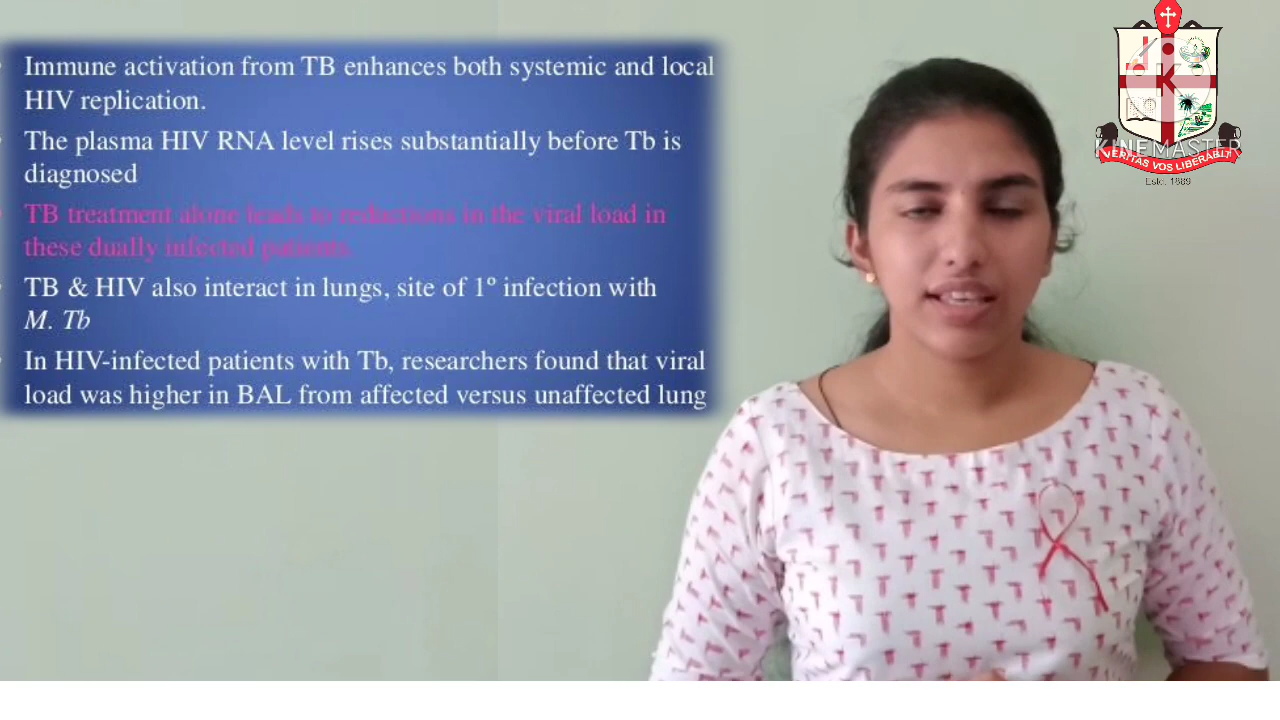 Immune activation from TB enhances both systemic and local
HIV replication.
The plasma HIV RNA level rises substantially before Tb is
diagnosed
TB treatment alone leads to reductions in the viral load in
these dually infected patients.
TB & HIV also interact in lungs, site of 1º infection with
M. Tb
In HIV-infected patients with Tb, researchers found that viral
load was higher in BAL from affected versus unaffected lung
K
KINEMASTER
VERITAS VOS LIBERABIT
Estd. 1889